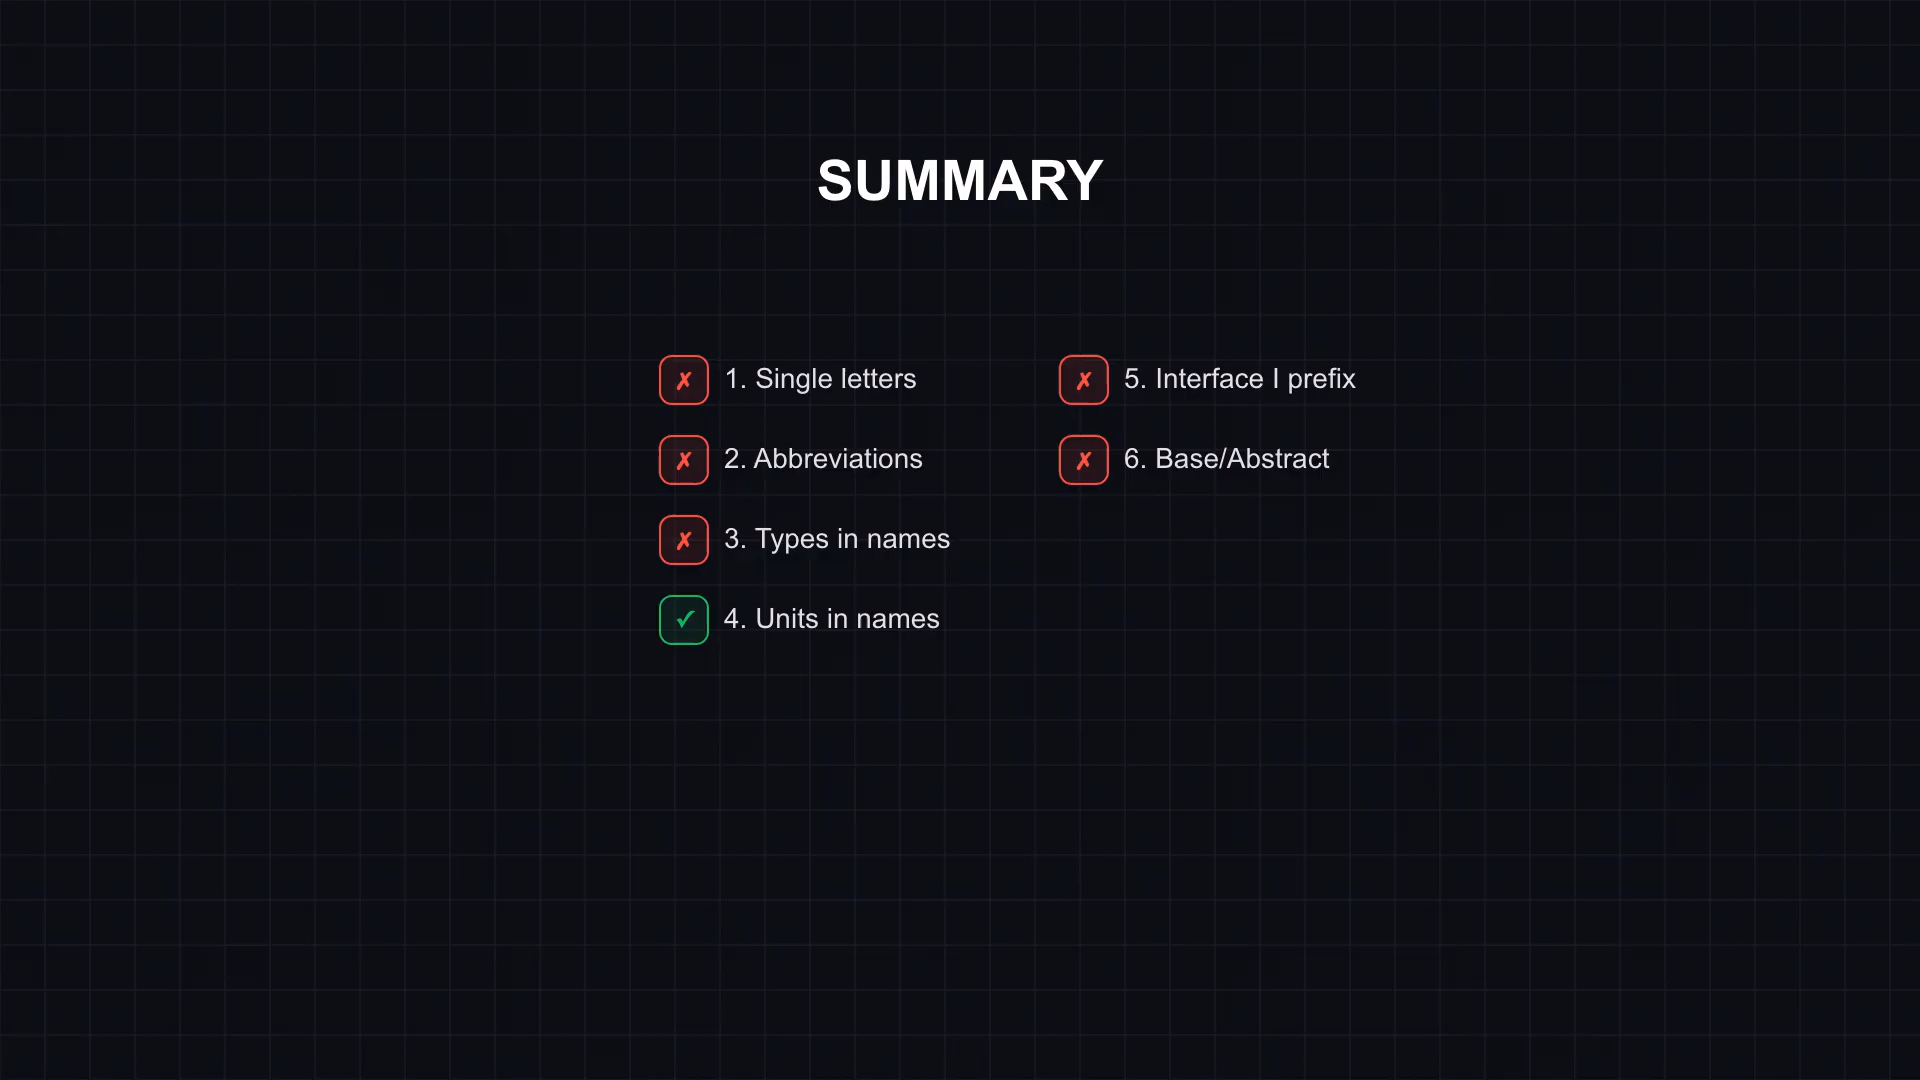 SUMMARY
✗ 1. Single letters
✗ 2. Abbreviations
✗ 3. Types in names
✓ 4. Units in names
✗ 5. Interface I prefix
✗ 6. Base/Abstract